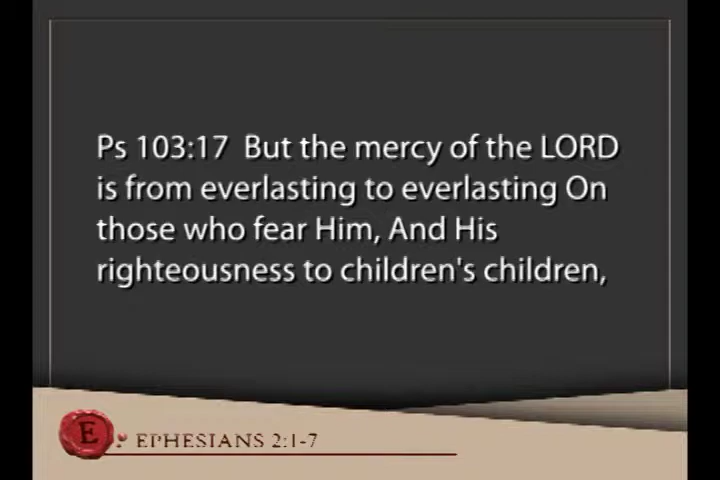 Ps 103:17 But the mercy of the LORD
is from everlasting to everlasting On
those who fear Him, And His
righteousness to children's children,
E
EPHESIANS 2:1-7